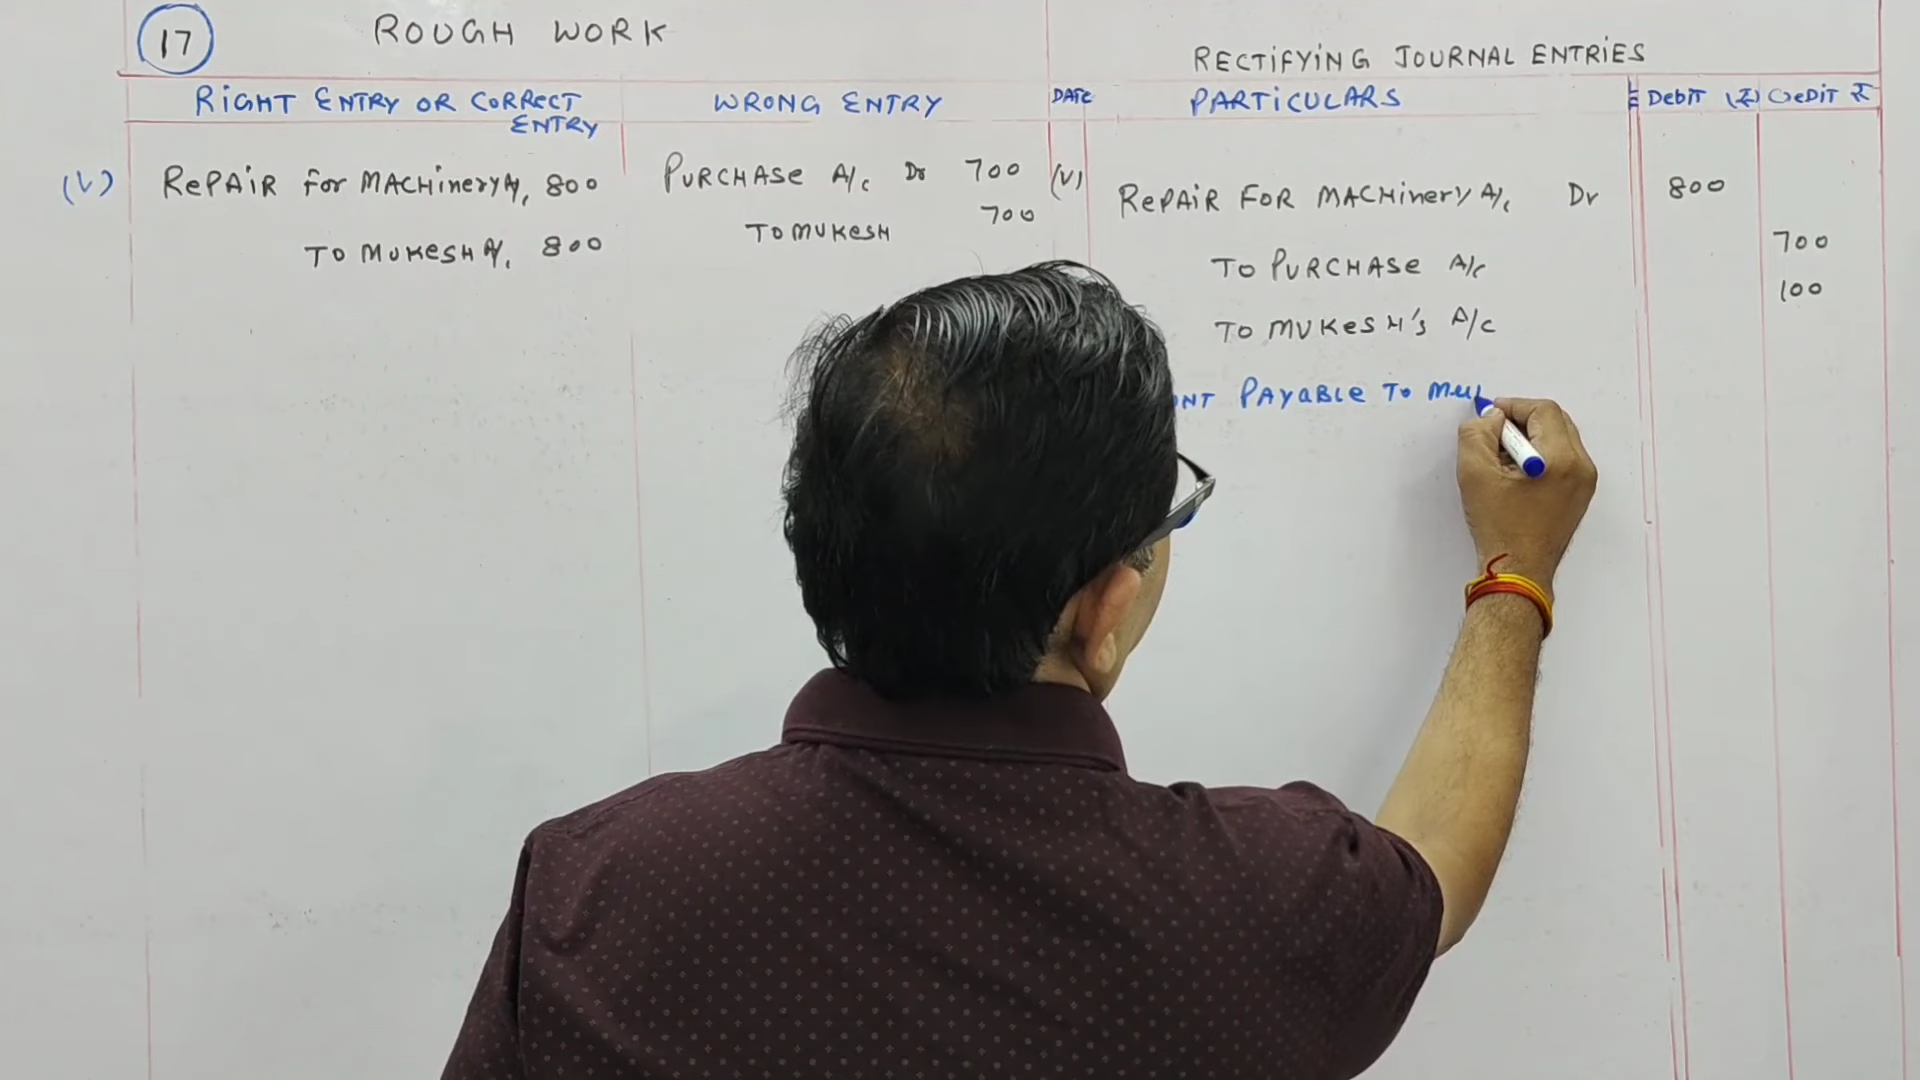 17
ROUGH WORK
RIGHT ENTRY OR CORRECT ENTRY
WRONG ENTRY
(V) REPAIR FOR MACHINERY A/c 800
TO MUKESH A/c 800
PURCHASE A/c Dr 700
TO MUKESH 700
RECTIFYING JOURNAL ENTRIES
DATE PARTICULARS Debit (₹) CreDIT ₹
(V) REPAIR FOR MACHINERY A/c Dr 800
TO PURCHASE A/c 700
TO MUKESH'S A/c 100
PAYABLE TO